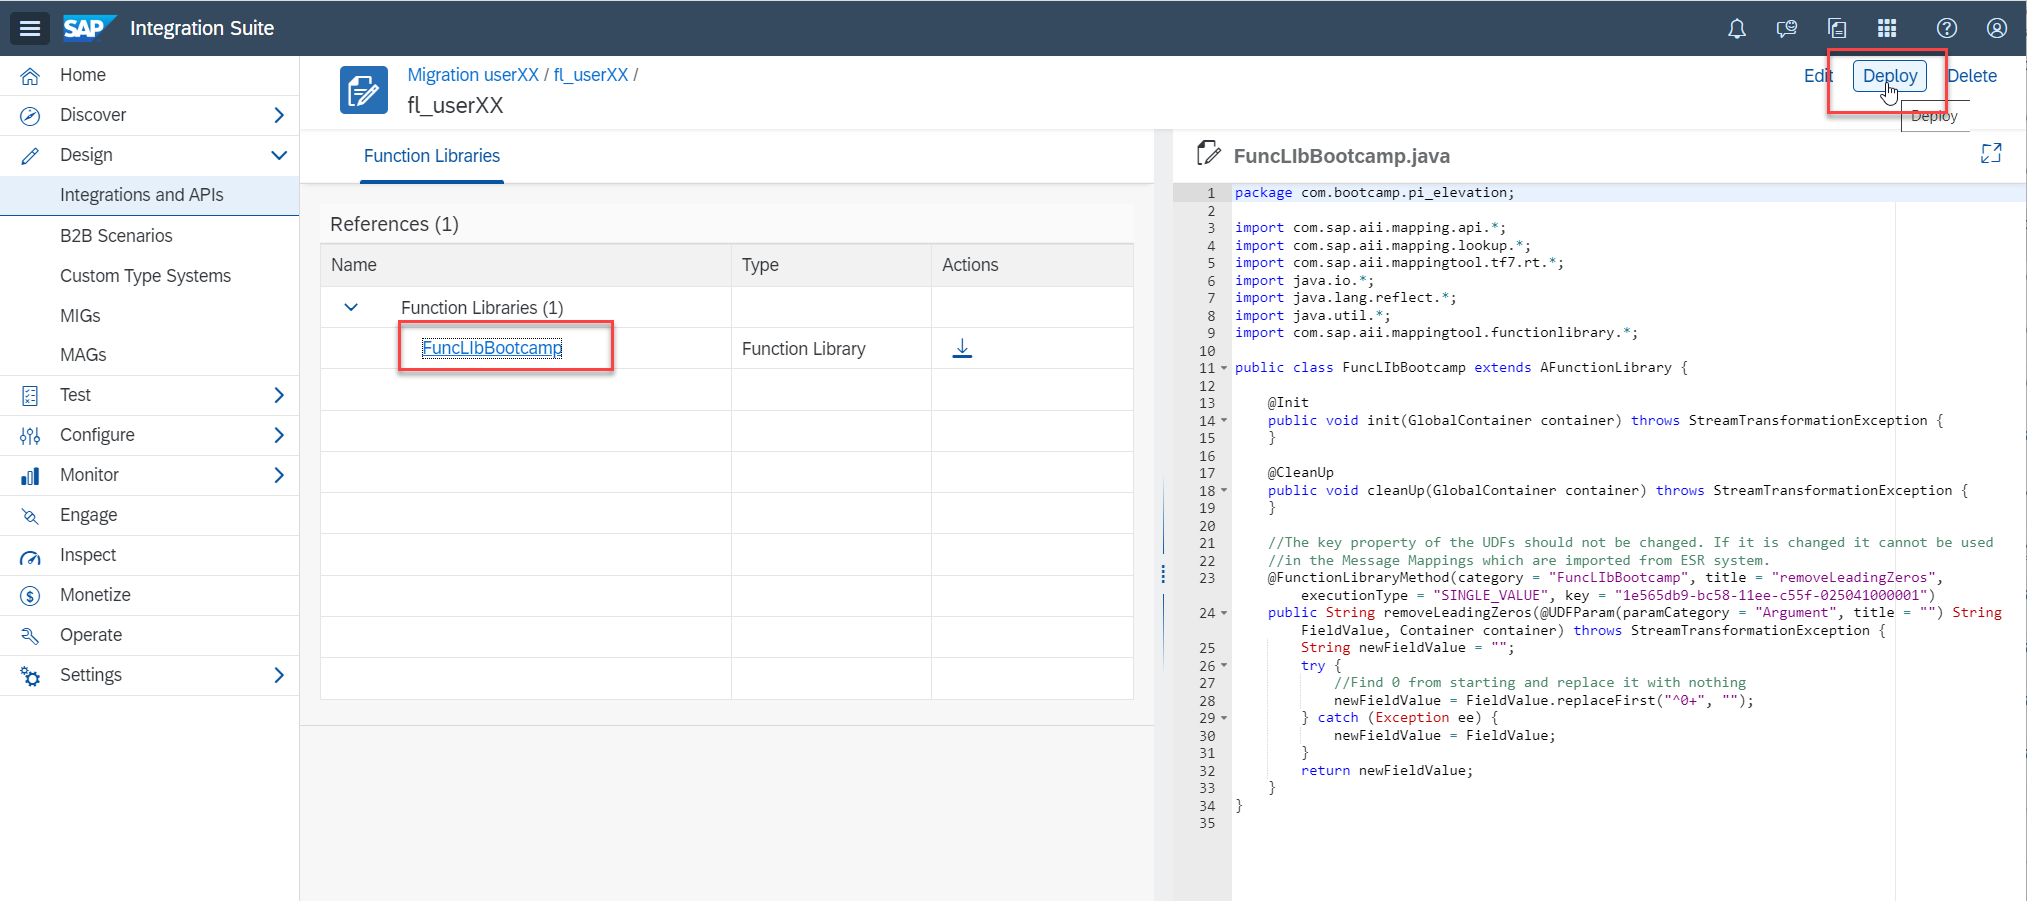 SAP Integration Suite
Home
Discover
Design
Integrations and APIs
B2B Scenarios
Custom Type Systems
MIGs
MAGs
Test
Configure
Monitor
Engage
Inspect
Monetize
Operate
Settings
Migration userXX / fl_userXX /
fl_userXX
Edit Deploy Delete
Deploy
Function Libraries
References (1)
Name Type Actions
Function Libraries (1)
FuncLIbBootcamp Function Library
FuncLIbBootcamp.java
1 package com.bootcamp.pi_elevation;
2
3 import com.sap.aii.mapping.api.*;
4 import com.sap.aii.mapping.lookup.*;
5 import com.sap.aii.mappingtool.tf7.rt.*;
6 import java.io.*;
7 import java.lang.reflect.*;
8 import java.util.*;
9 import com.sap.aii.mappingtool.functionlibrary.*;
10
11 public class FuncLIbBootcamp extends AFunctionLibrary {
12
13 @Init
14 public void init(GlobalContainer container) throws StreamTransformationException {
15 }
16
17 @CleanUp
18 public void cleanUp(GlobalContainer container) throws StreamTransformationException {
19 }
20
21 //The key property of the UDFs should not be changed. If it is changed it cannot be used
22 //in the Message Mappings which are imported from ESR system.
23 @FunctionLibraryMethod(category = "FuncLIbBootcamp", title = "removeLeadingZeros",
executionType = "SINGLE_VALUE", key = "1e565db9-bc58-11ee-c55f-025041000001")
24 public String removeLeadingZeros(@UDFParam(paramCategory = "Argument", title = "") String
FieldValue, Container container) throws StreamTransformationException {
25 String newFieldValue = "";
26 try {
27 //Find 0 from starting and replace it with nothing
28 newFieldValue = FieldValue.replaceFirst("^0+", "");
29 } catch (Exception ee) {
30 newFieldValue = FieldValue;
31 }
32 return newFieldValue;
33 }
34 }
35